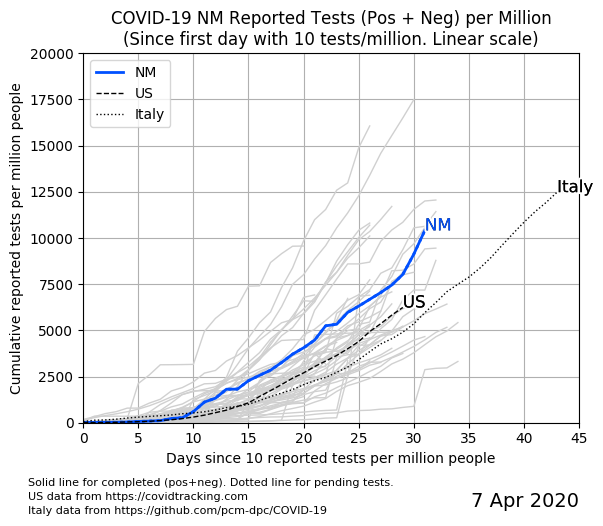 COVID-19 NM Reported Tests (Pos + Neg) per Million
(Since first day with 10 tests/million. Linear scale)
Cumulative reported tests per million people
20000
17500
15000
12500
10000
7500
5000
2500
0
NM
US
Italy
Italy
NM
US
0 5 10 15 20 25 30 35 40 45
Days since 10 reported tests per million people
Solid line for completed (pos+neg). Dotted line for pending tests.
US data from https://covidtracking.com
Italy data from https://github.com/pcm-dpc/COVID-19
7 Apr 2020